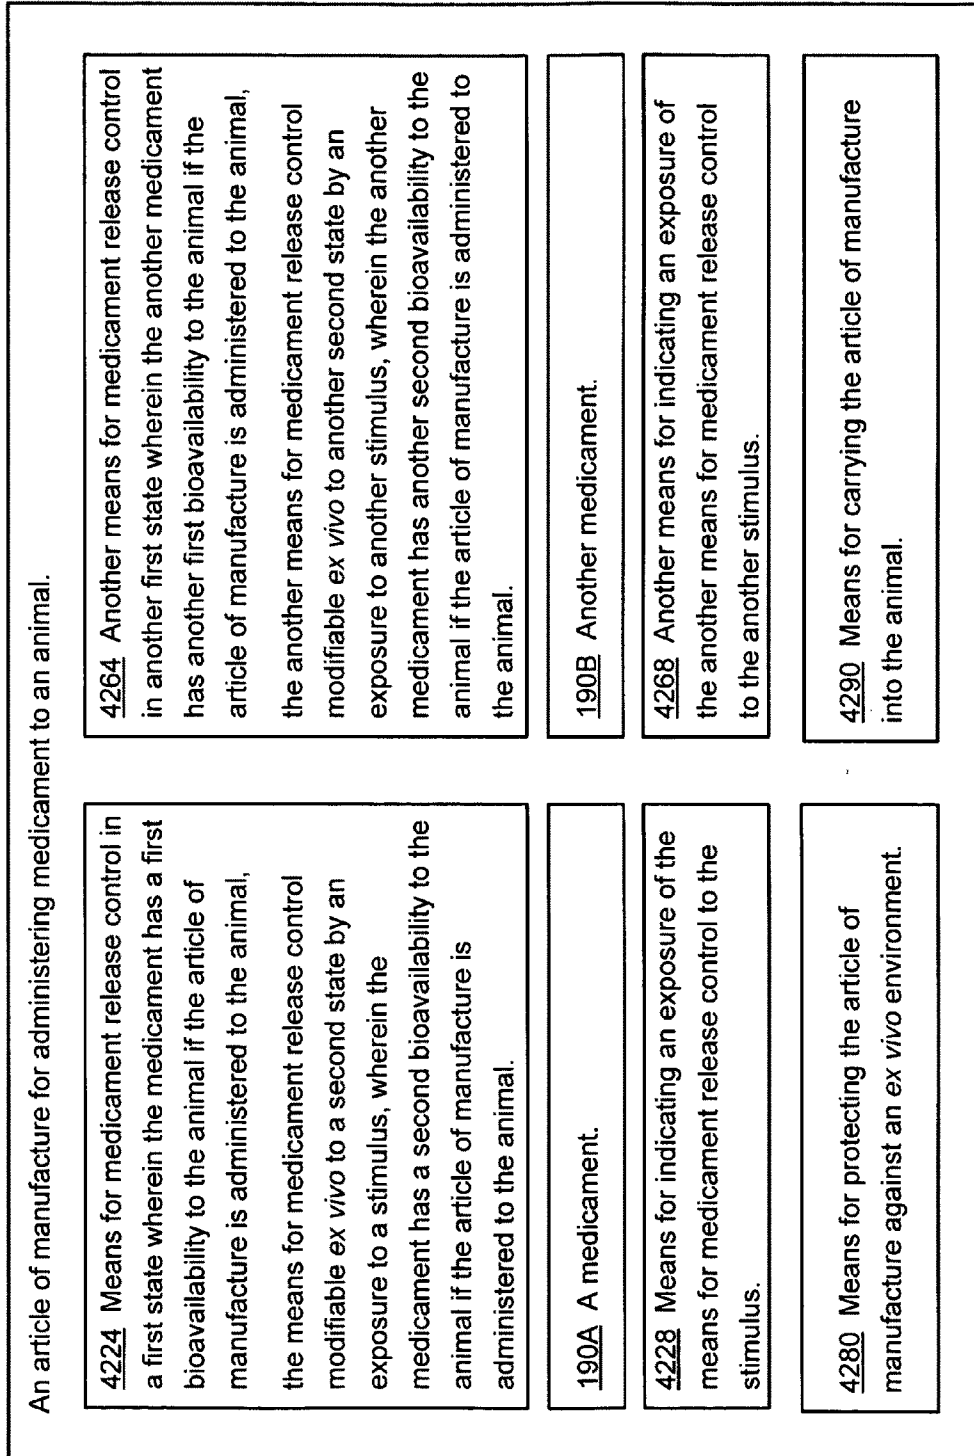 An article of manufacture for administering medicament to an animal.
4224 Means for medicament release control in
a first state wherein the medicament has a first
bioavailability to the animal if the article of
manufacture is administered to the animal,
the means for medicament release control
modifiable ex vivo to a second state by an
exposure to a stimulus, wherein the
medicament has a second bioavailability to the
animal if the article of manufacture is
administered to the animal.
190A A medicament.
4228 Means for indicating an exposure of the
means for medicament release control to the
stimulus.
4280 Means for protecting the article of
manufacture against an ex vivo environment.
4264 Another means for medicament release control
in another first state wherein the another medicament
has another first bioavailability to the animal if the
article of manufacture is administered to the animal,
the another means for medicament release control
modifiable ex vivo to another second state by an
exposure to another stimulus, wherein the another
medicament has another second bioavailability to the
animal if the article of manufacture is administered to
the animal.
190B Another medicament.
4268 Another means for indicating an exposure of
the another means for medicament release control
to the another stimulus.
4290 Means for carrying the article of manufacture
into the animal.